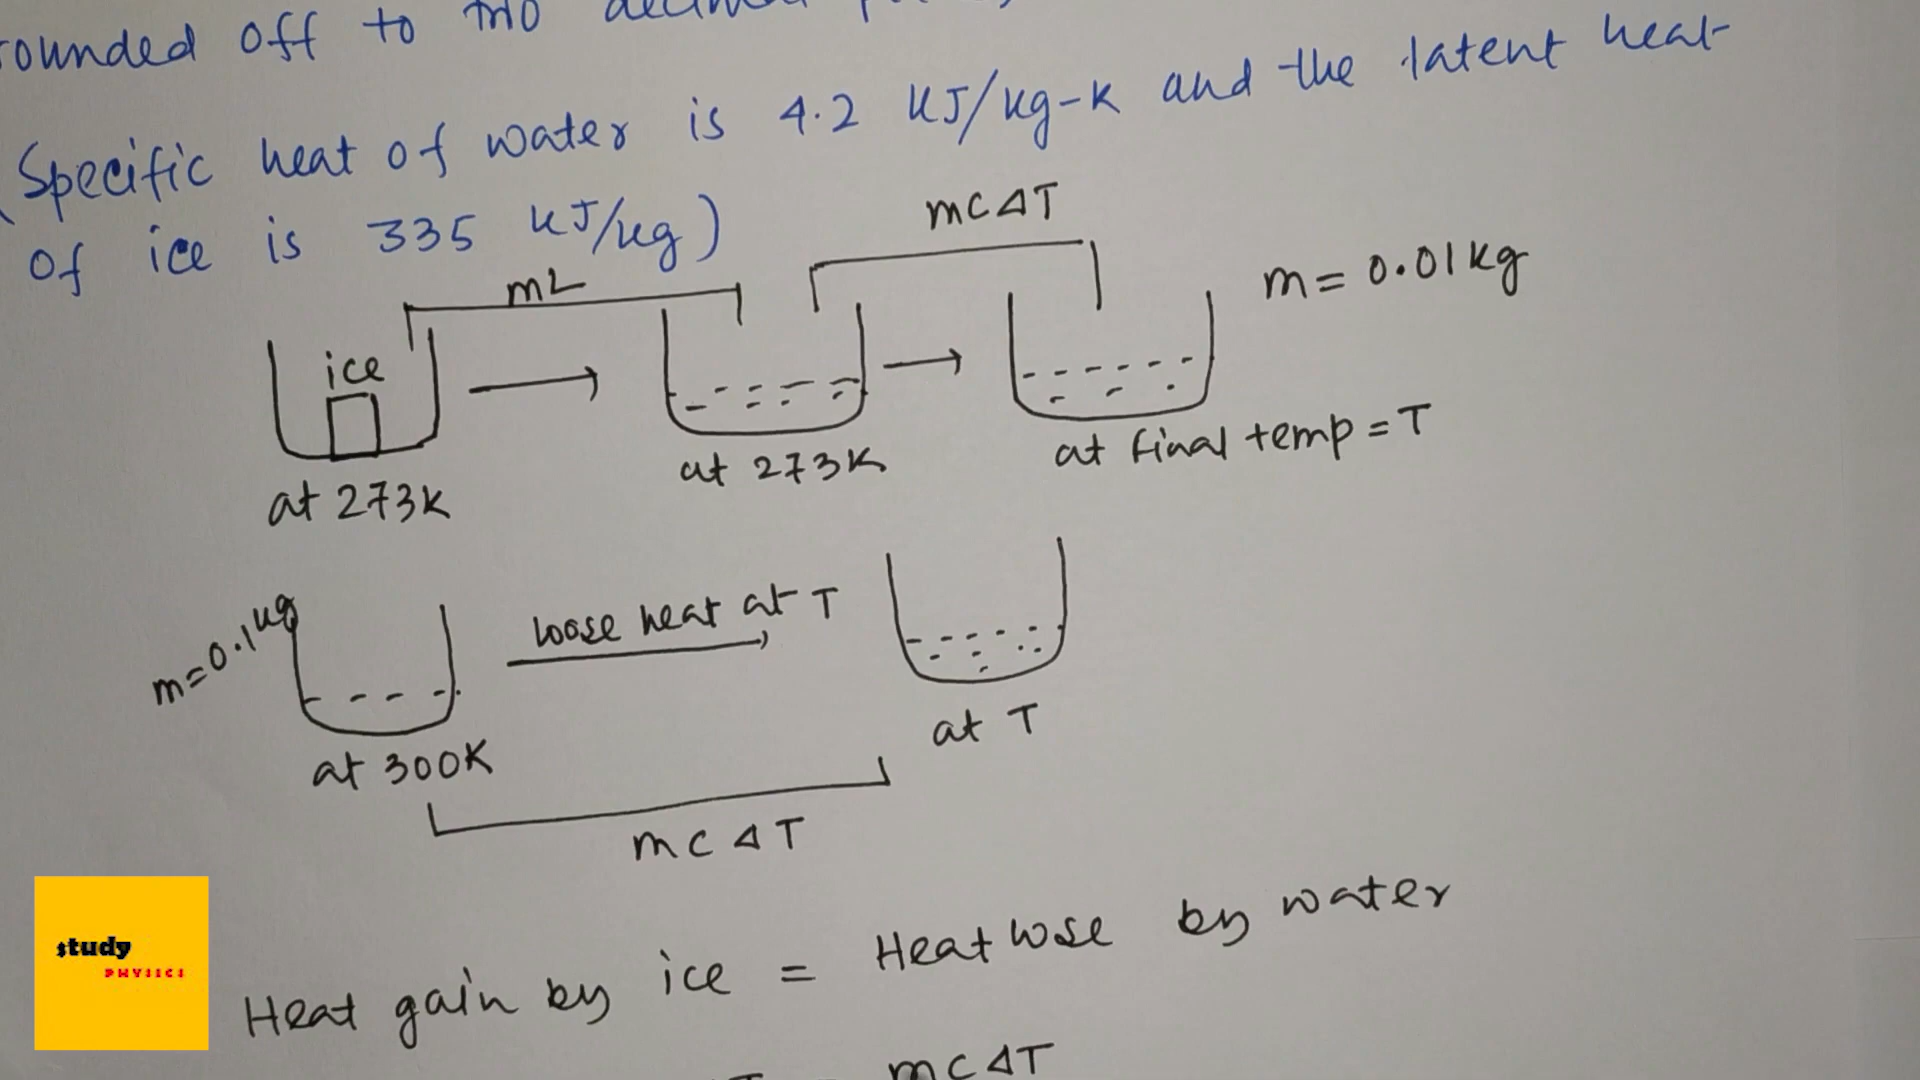 rounded off to two
(Specific heat of water is 4.2 kJ/kg-K and the latent heat
of ice is 335 kJ/kg)
mL
mCΔT
m = 0.01 kg
ice
at 273K
at 273K
at final temp = T
m=0.1kg
loose heat at T
at 300K
at T
mcΔT
Heat gain by ice = Heat lose by water
mcΔT
study
PHYSICS